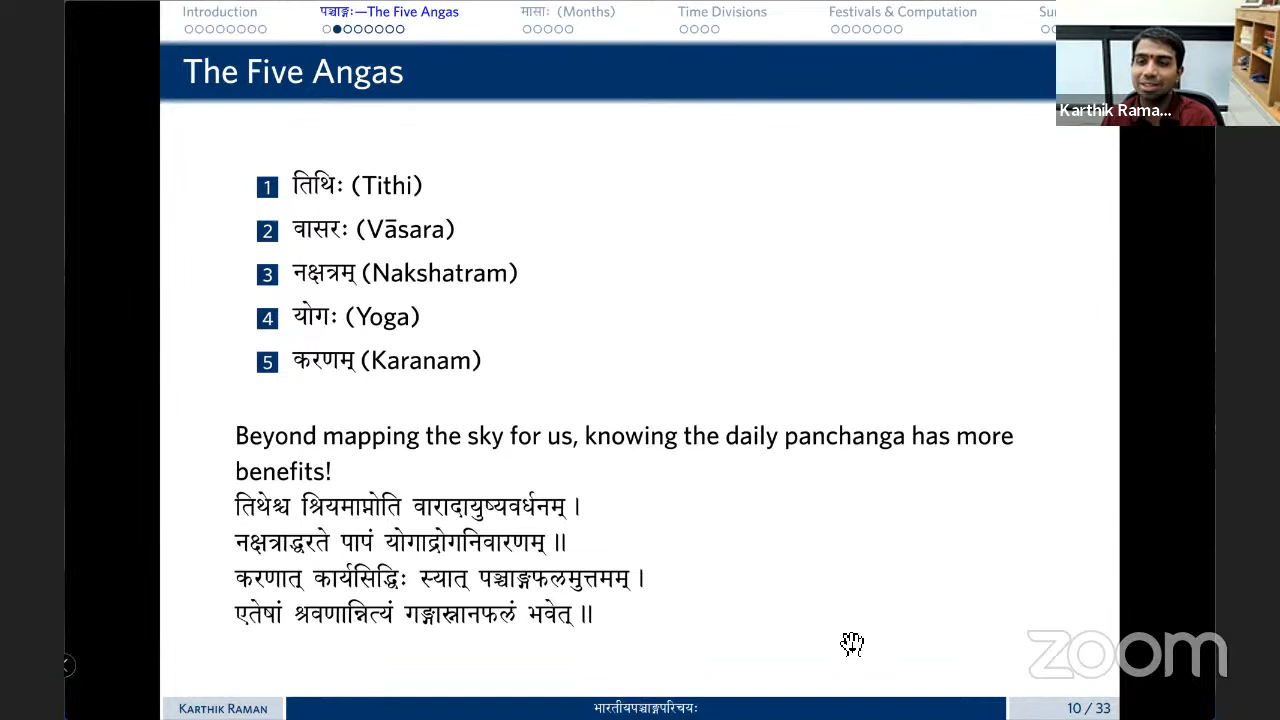 Introduction
पञ्चाङ्गः—The Five Angas
मासाः (Months)
Time Divisions
Festivals & Computation
The Five Angas
Karthik Rama...
1 तिथिः (Tithi)
2 वासरः (Vāsara)
3 नक्षत्रम् (Nakshatram)
4 योगः (Yoga)
5 करणम् (Karanam)
Beyond mapping the sky for us, knowing the daily panchanga has more
benefits!
तिथेश्च श्रियमाप्नोति वारादायुष्यवर्धनम् ।
नक्षत्राद्धरते पापं योगाद्रोगनिवारणम् ॥
करणात् कार्यसिद्धिः स्यात् पञ्चाङ्गफलमुत्तमम् ।
एतेषां श्रवणान्नित्यं गङ्गास्नानफलं भवेत् ॥
zoom
KARTHIK RAMAN
भारतीयपञ्चाङ्गपरिचयः
10 / 33